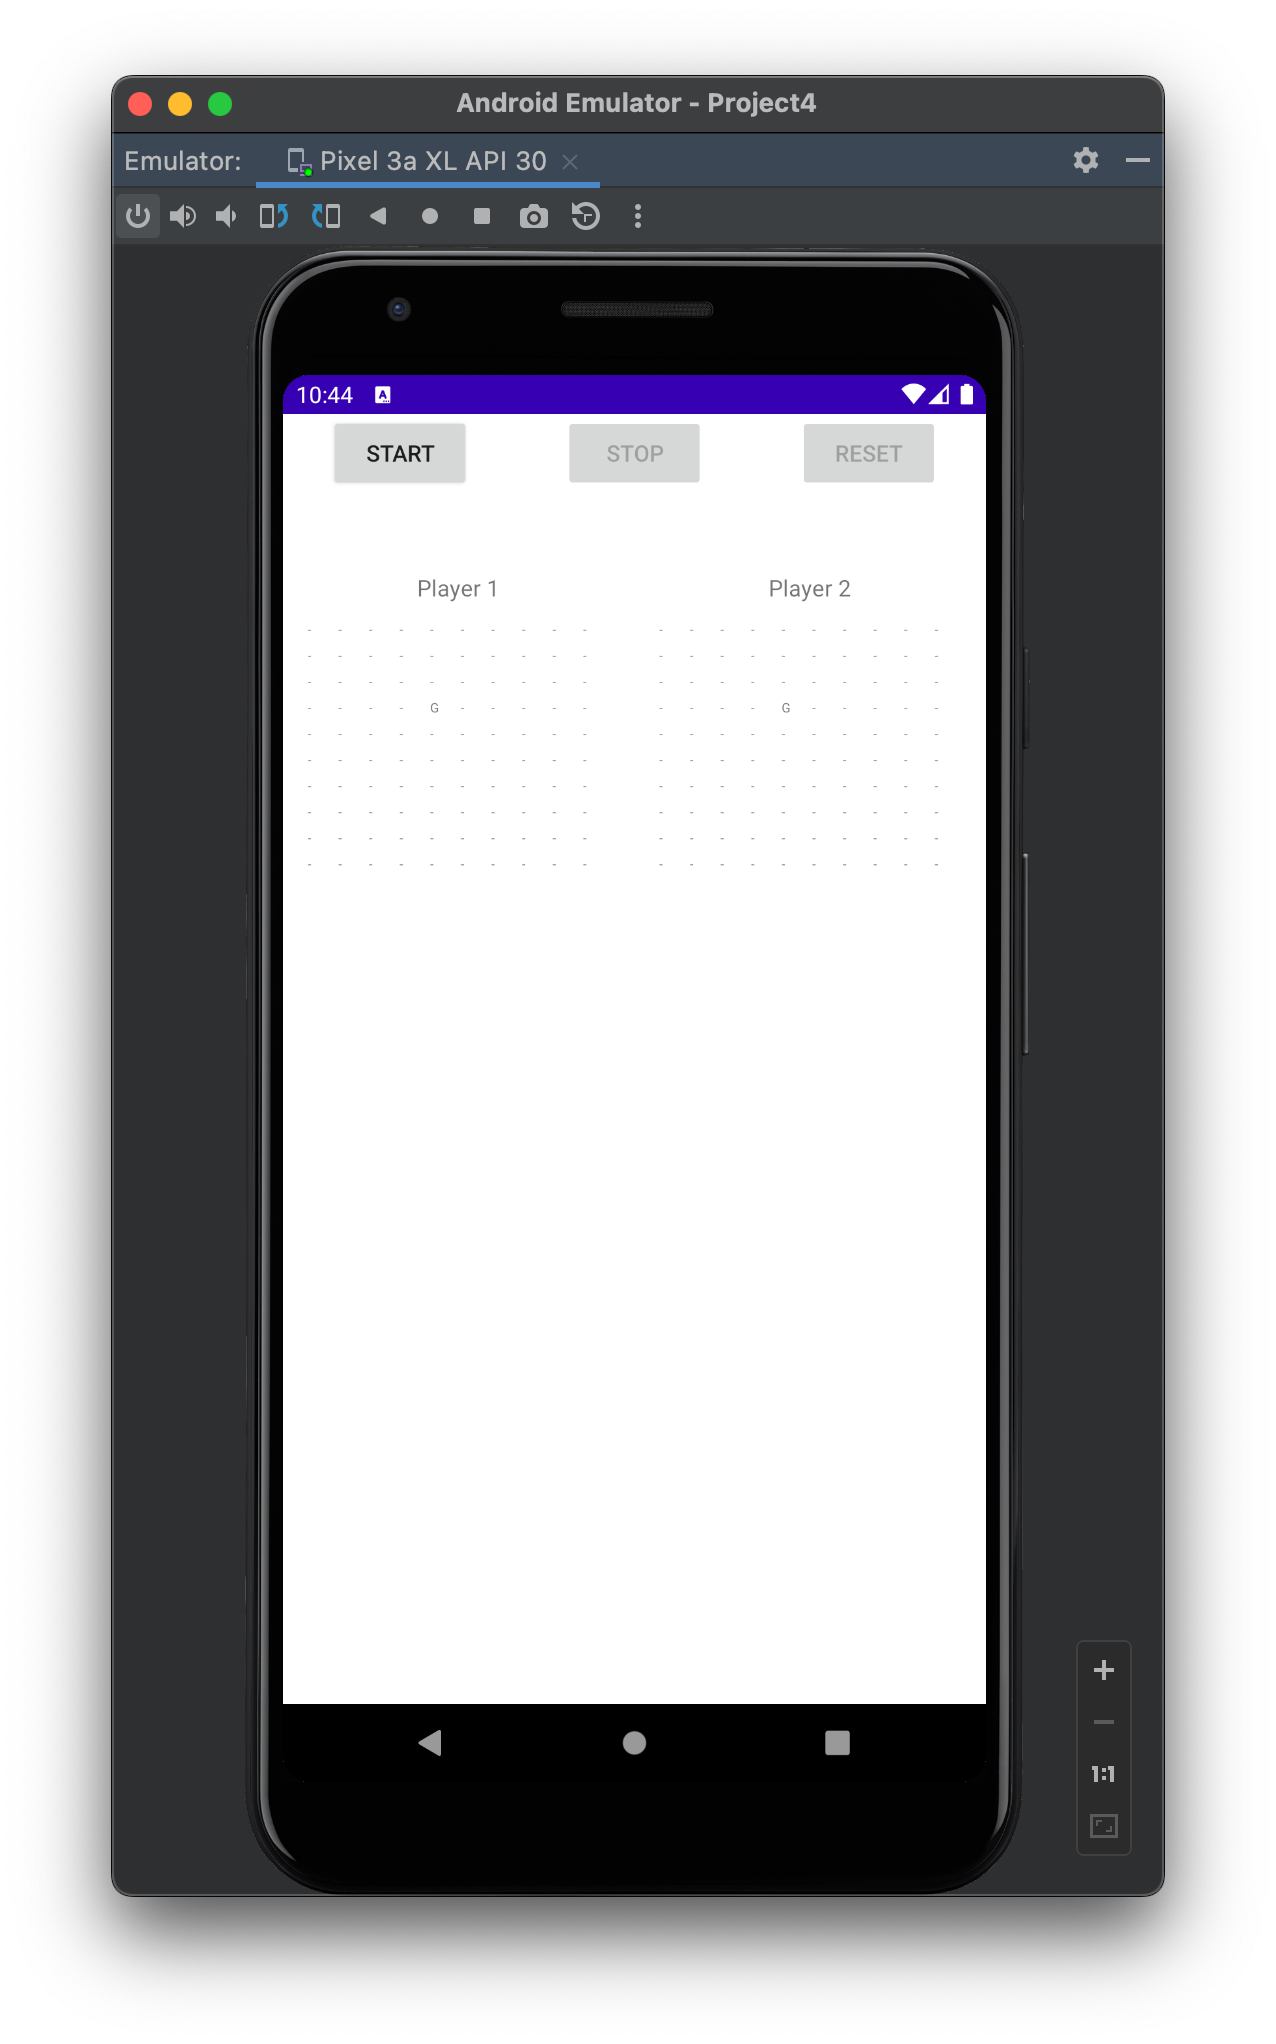 Android Emulator - Project4
Emulator: Pixel 3a XL API 30
10:44 A
START STOP RESET
Player 1 Player 2
- - - - - - - - - - - - - - - - - - - -
- - - - - - - - - - - - - - - - - - - -
- - - - - - - - - - - - - - - - - - - -
- - - - G - - - - - - - - - G - - - - -
- - - - - - - - - - - - - - - - - - - -
- - - - - - - - - - - - - - - - - - - -
- - - - - - - - - - - - - - - - - - - -
- - - - - - - - - - - - - - - - - - - -
- - - - - - - - - - - - - - - - - - - -
- - - - - - - - - - - - - - - - - - - -
1:1